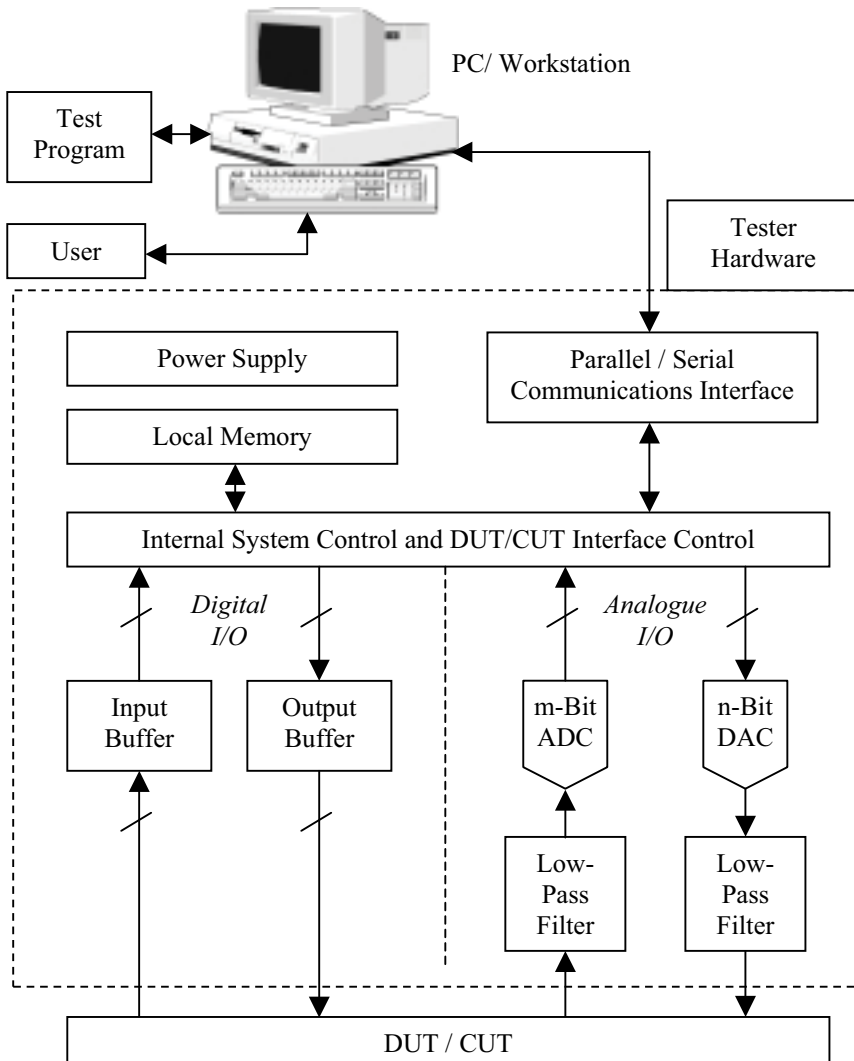 PC/ Workstation
Test
Program
User
Tester
Hardware
Power Supply
Parallel / Serial
Communications Interface
Local Memory
Internal System Control and DUT/CUT Interface Control
Digital
I/O
Analogue
I/O
Input
Buffer
Output
Buffer
m-Bit
ADC
n-Bit
DAC
Low-
Pass
Filter
Low-
Pass
Filter
DUT / CUT